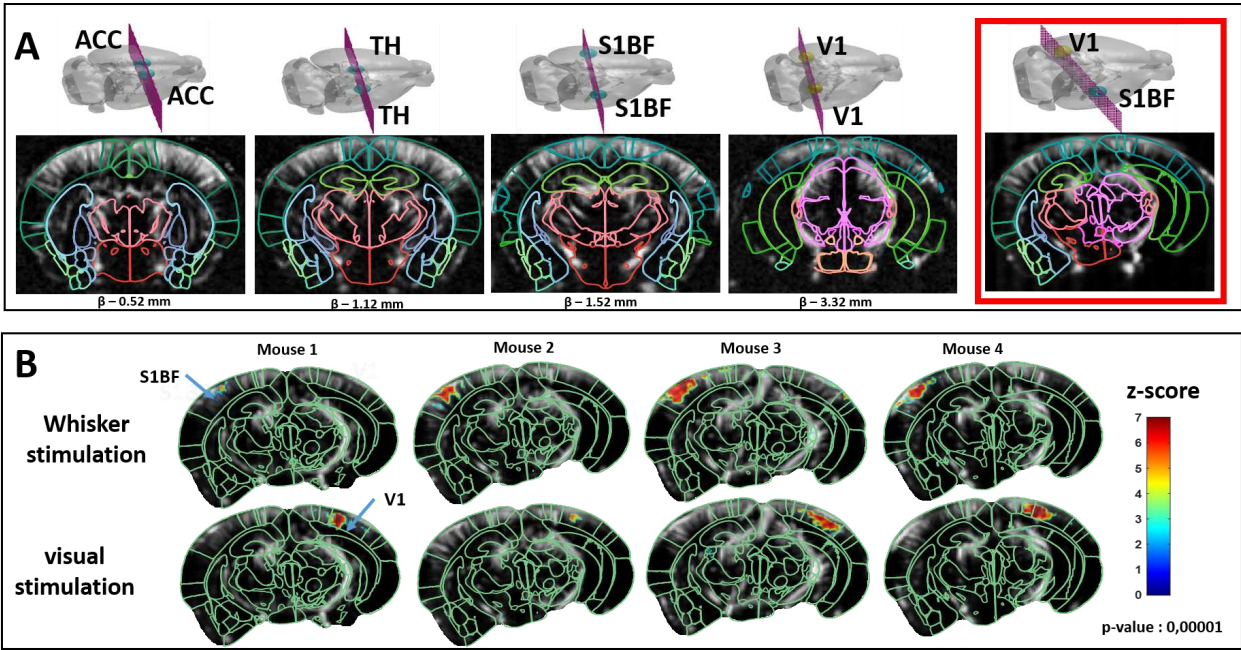 A
ACC
ACC
TH
TH
S1BF
S1BF
V1
V1
V1
S1BF
β – 0.52 mm
β – 1.12 mm
β – 1.52 mm
β – 3.32 mm
B
Mouse 1
Mouse 2
Mouse 3
Mouse 4
S1BF
V1
Whisker
stimulation
V1
visual
stimulation
z-score
7
6
5
4
3
2
1
0
p-value : 0,00001